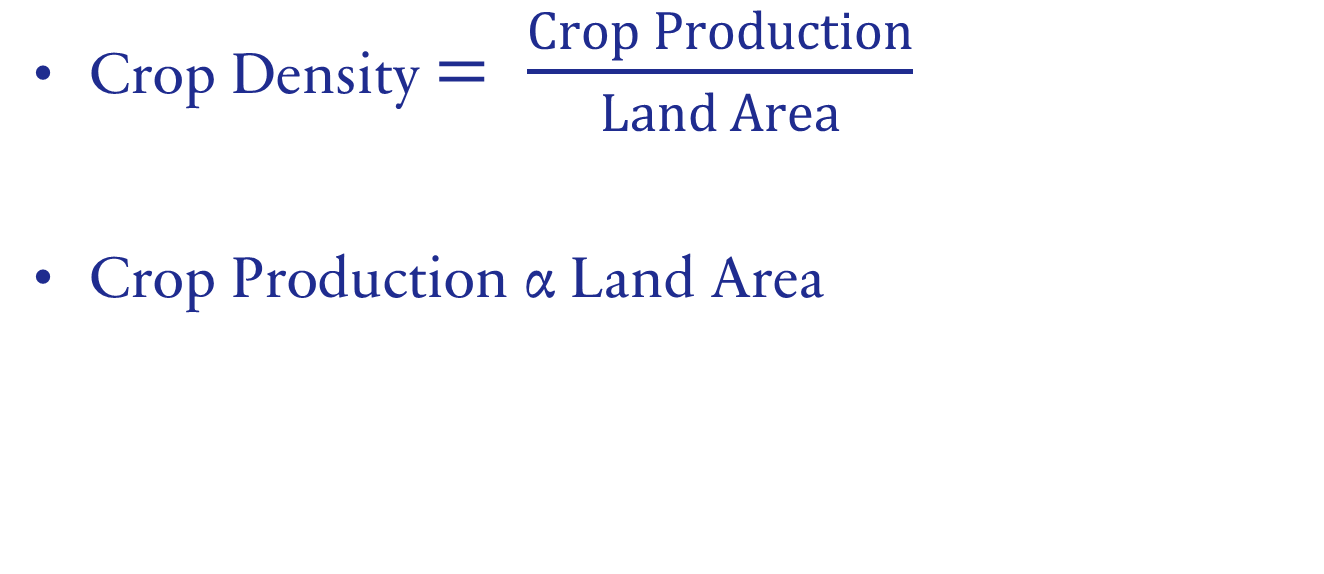 • Crop Density = Crop Production / Land Area
• Crop Production α Land Area